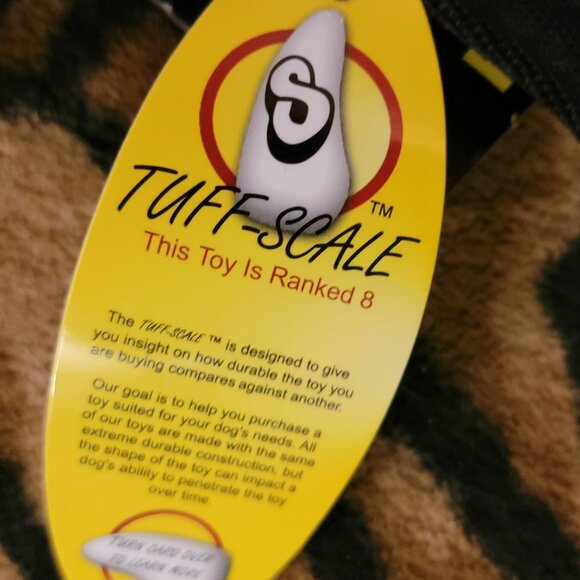 S
TUFF-SCALE™
This Toy Is Ranked 8
The TUFF-SCALE™ is designed to give
you insight on how durable the toy you
are buying compares against another.
Our goal is to help you purchase a
toy suited for your dog's needs. All
of our toys are made with the same
extreme durable construction, but
the shape of the toy can impact a
dog's ability to penetrate the toy
over time.
TURN CARD OVER
TO LEARN MORE